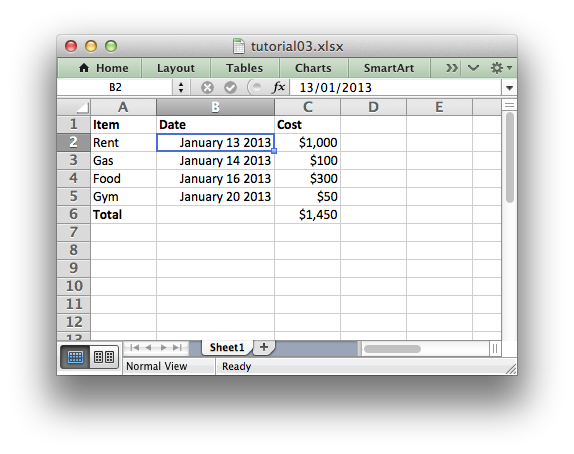 tutorial03.xlsx
Home Layout Tables Charts SmartArt
B2 fx 13/01/2013
A B C D E
1 Item Date Cost
2 Rent January 13 2013 $1,000
3 Gas January 14 2013 $100
4 Food January 16 2013 $300
5 Gym January 20 2013 $50
6 Total $1,450
7
8
9
10
11
12
13
Sheet1
Normal View Ready